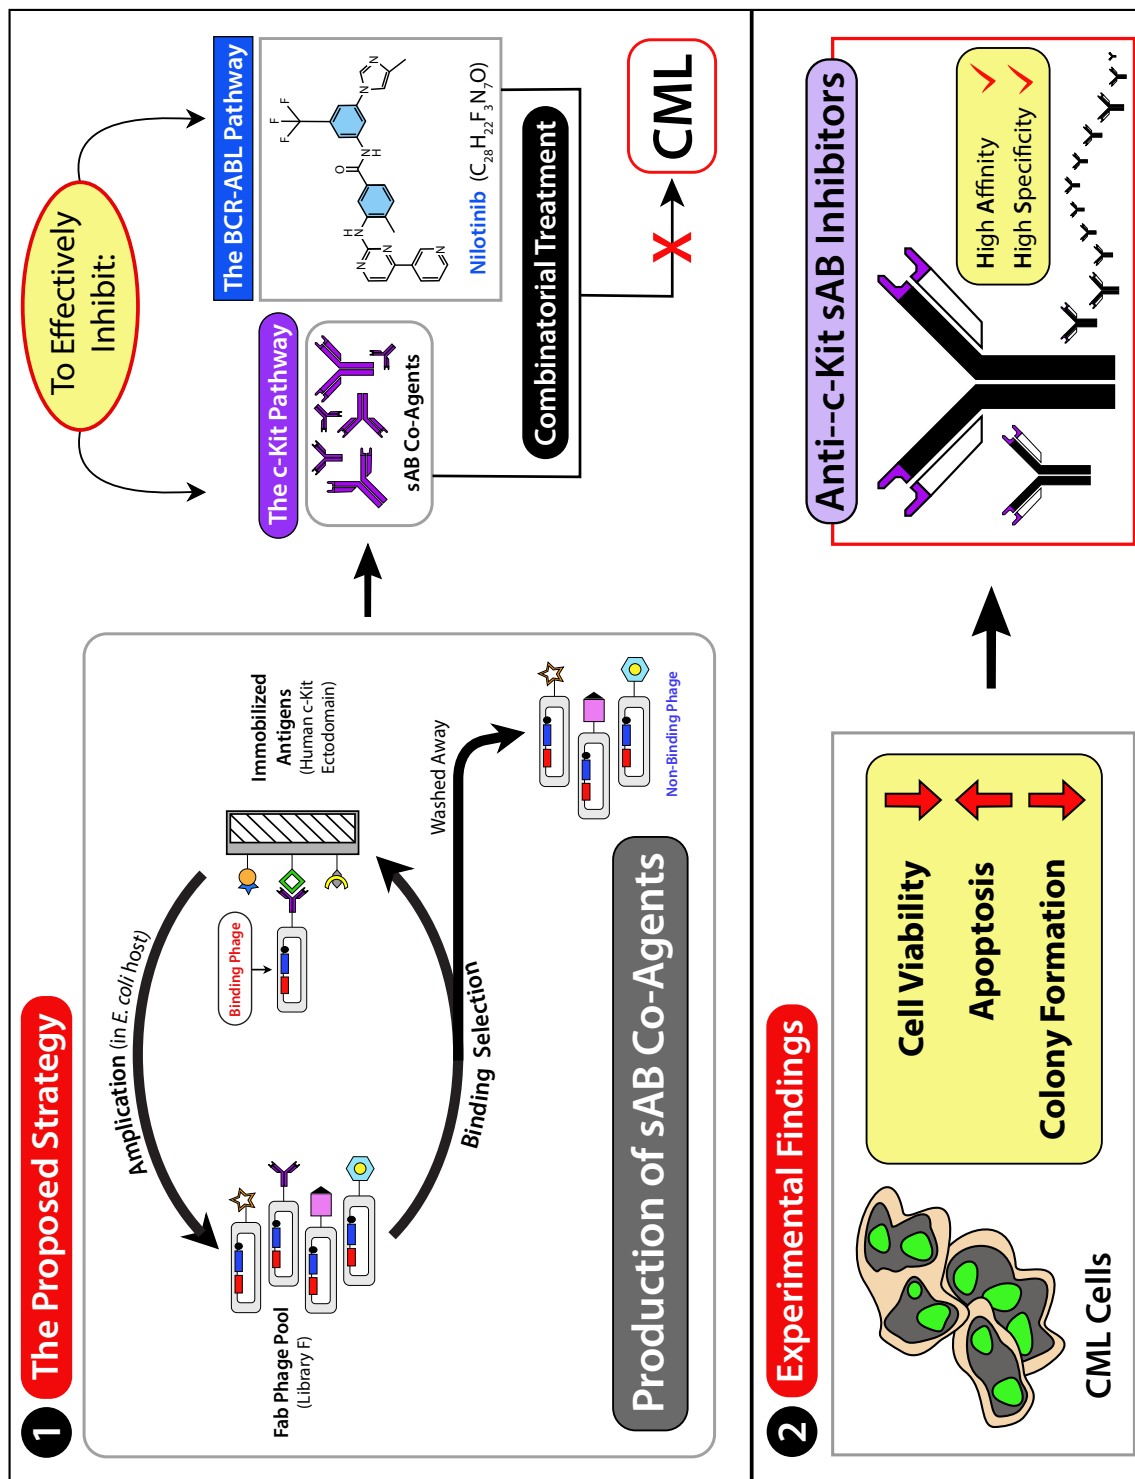 1
The Proposed Strategy
Amplication (in E. coli host)
Binding Phage
Immobilized
Antigens
(Human c-Kit
Ectodomain)
Fab Phage Pool
(Library F)
Binding Selection
Washed Away
Non-Binding Phage
Production of sAB Co-Agents
To Effectively
Inhibit:
The c-Kit Pathway
sAB Co-Agents
The BCR-ABL Pathway
F
F
F
N
N
N
H
O
H
N
N
N
N
Nilotinib (C₂₈H₂₂F₃N₇O)
Combinatorial Treatment
X
CML
2
Experimental Findings
CML Cells
Cell Viability
Apoptosis
Colony Formation
Anti--c-Kit sAB Inhibitors
High Affinity
High Specificity